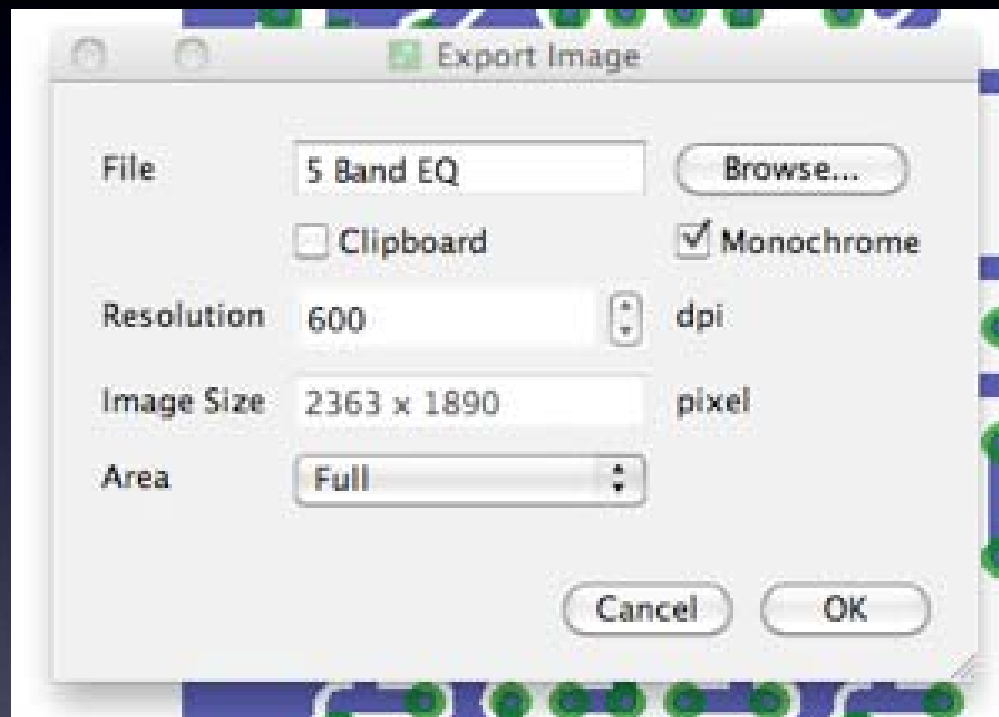 Export Image
File 5 Band EQ Browse...
Clipboard Monochrome
Resolution 600 dpi
Image Size 2363 x 1890 pixel
Area Full
Cancel OK